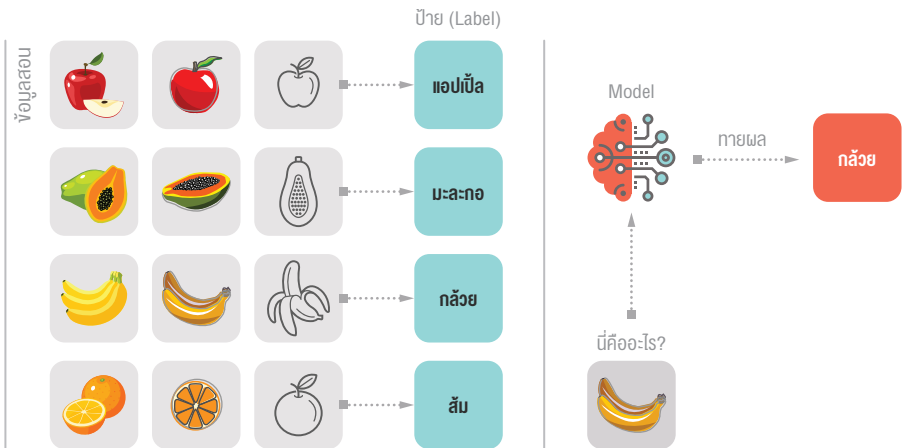 ป้าย (Label)
ข้อมูลสอน
แอปเปิ้ล
มะละกอ
กล้วย
ส้ม
Model
ทายผล
กล้วย
นี่คืออะไร?